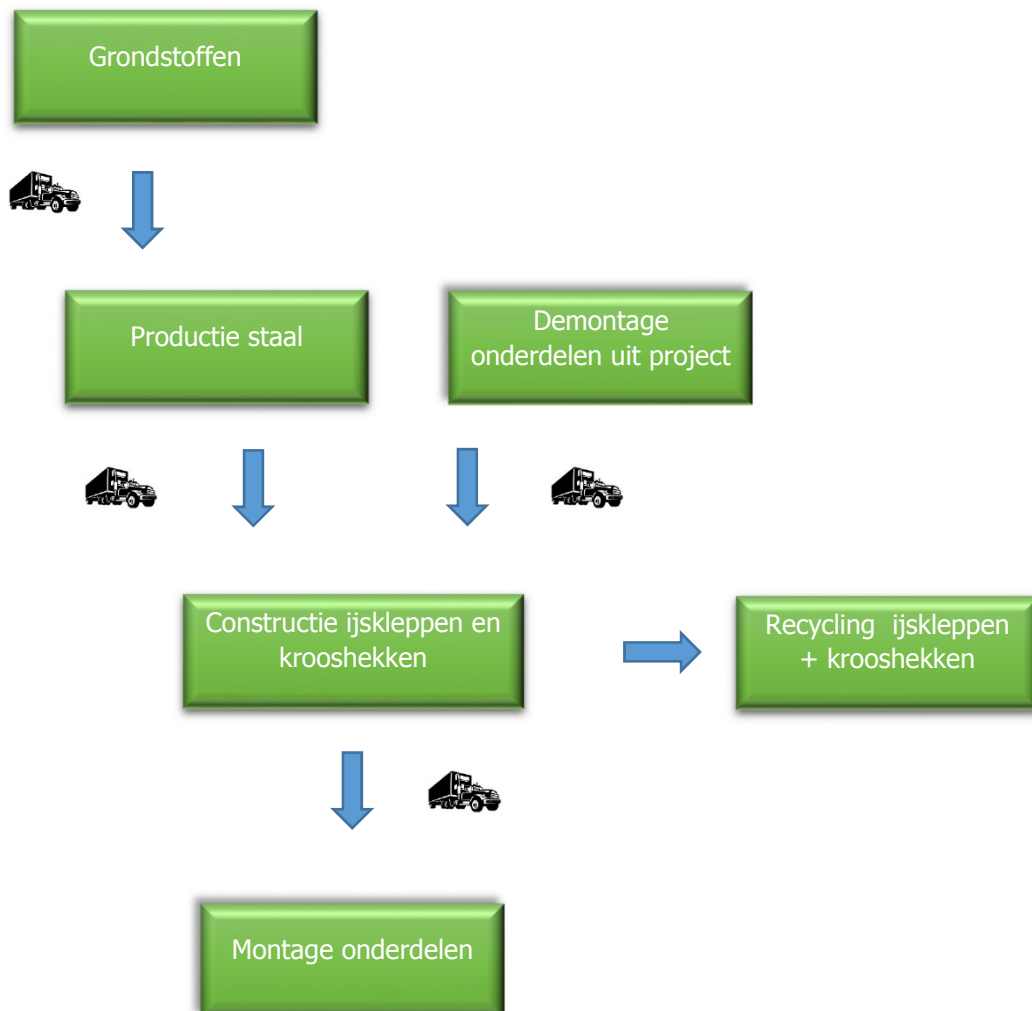 Grondstoffen
Productie staal
Demontage
onderdelen uit project
Constructie ijskleppen en
krooshekken
Recycling  ijskleppen
+ krooshekken
Montage onderdelen